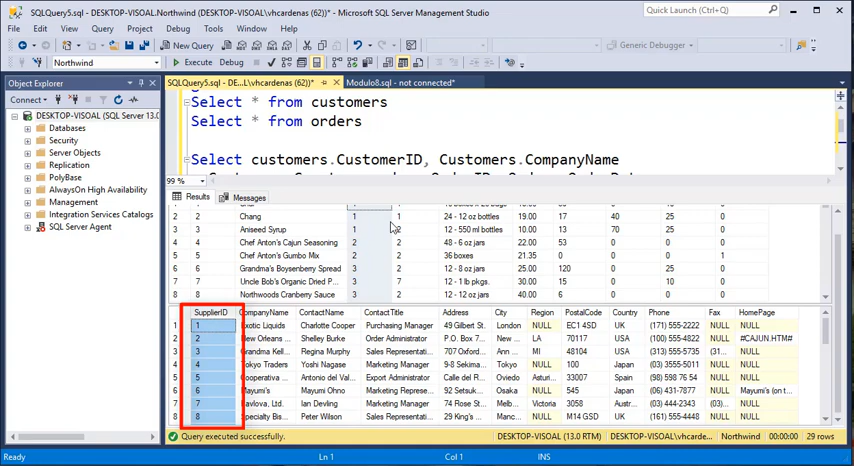 SQLQuery5.sql - DESKTOP-VISOAL.Northwind (DESKTOP-VISOAL\vhcardenas (62))* - Microsoft SQL Server Management Studio
Quick Launch (Ctrl+Q)
File Edit View Query Project Debug Tools Window Help
New Query
Generic Debugger
Northwind
Execute Debug
Object Explorer
SQLQuery5.sql - DE...L\vhcardenas (62))*
Modulo8.sql - not connected*
Connect
DESKTOP-VISOAL (SQL Server 13.0
Databases
Security
Server Objects
Replication
PolyBase
AlwaysOn High Availability
Management
Integration Services Catalogs
SQL Server Agent
Select * from customers
Select * from orders
Select customers.CustomerID, Customers.CompanyName
99 %
Results Messages
2 2 Chang 1 1 24 - 12 oz bottles 19.00 17 40 25 0
3 3 Aniseed Syrup 1 2 12 - 550 ml bottles 10.00 13 70 25 0
4 4 Chef Anton's Cajun Seasoning 2 2 48 - 6 oz jars 22.00 53 0 0 0
5 5 Chef Anton's Gumbo Mix 2 2 36 boxes 21.35 0 0 0 1
6 6 Grandma's Boysenberry Spread 3 2 12 - 8 oz jars 25.00 120 0 25 0
7 7 Uncle Bob's Organic Dried P... 3 7 12 - 1 lb pkgs. 30.00 15 0 10 0
8 8 Northwoods Cranberry Sauce 3 2 12 - 12 oz jars 40.00 6 0 0 0
SupplierID CompanyName ContactName ContactTitle Address City Region PostalCode Country Phone Fax HomePage
1 1 Exotic Liquids Charlotte Cooper Purchasing Manager 49 Gilbert St. London NULL EC1 4SD UK (171) 555-2222 NULL NULL
2 2 New Orleans ... Shelley Burke Order Administrator P.O. Box 7... New ... LA 70117 USA (100) 555-4822 NULL #CAJUN.HTM#
3 3 Grandma Kell... Regina Murphy Sales Representati... 707 Oxford... Ann ... MI 48104 USA (313) 555-5735 (31... NULL
4 4 Tokyo Traders Yoshi Nagase Marketing Manager 9-8 Sekima... Tokyo NULL 100 Japan (03) 3555-5011 NULL NULL
5 5 Cooperativa ... Antonio del Val... Export Administrator Calle del R... Oviedo Asturi... 33007 Spain (98) 598 76 54 NULL NULL
6 6 Mayumi's Mayumi Ohno Marketing Representati... 92 Setsuk... Osaka NULL 545 Japan (06) 431-7877 NULL Mayumi's (on t...
7 7 Pavlova, Ltd. Ian Devling Marketing Manager 74 Rose St... Melb... Victoria 3058 Australia (03) 444-2343 (03)... NULL
8 8 Specialty Bis... Peter Wilson Sales Representati... 29 King's ... Manc... NULL M14 GSD UK (161) 555-4448 NULL NULL
Query executed successfully.
DESKTOP-VISOAL (13.0 RTM) DESKTOP-VISOAL\vhcarde... Northwind 00:00:00 29 rows
Ready Ln 1 Col 1 INS